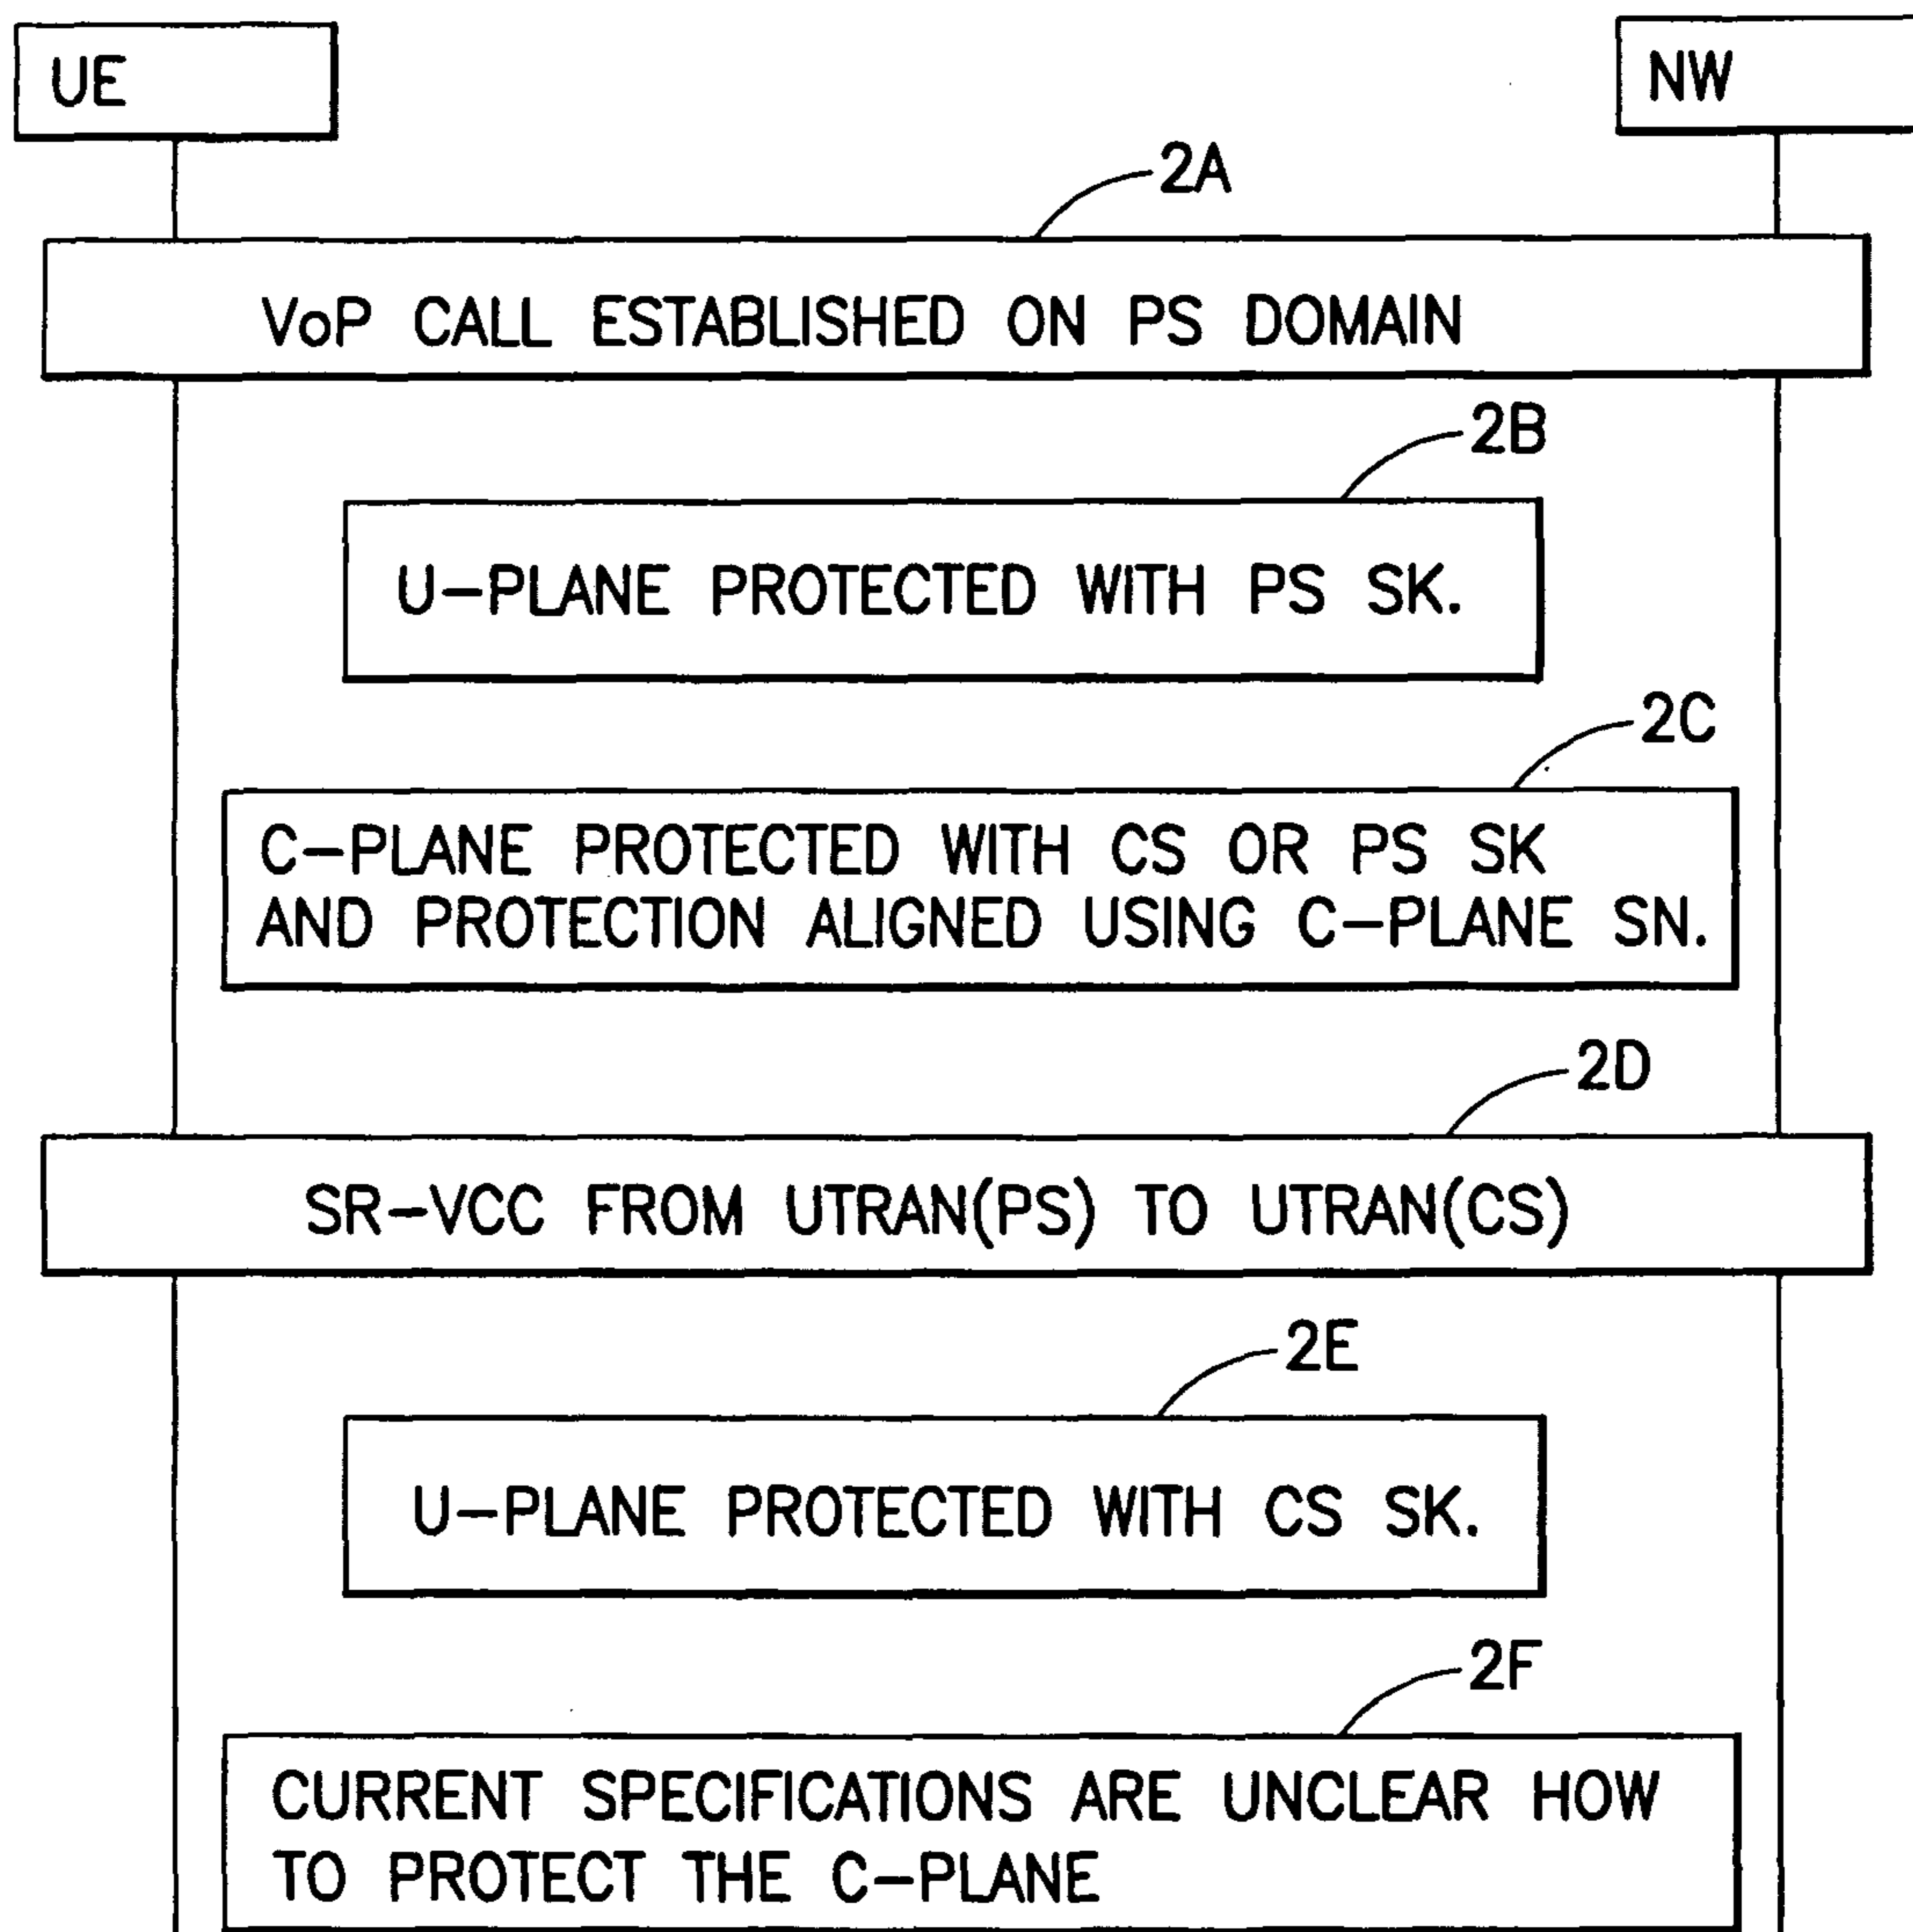 UE
NW
2A
VoP CALL ESTABLISHED ON PS DOMAIN
2B
U-PLANE PROTECTED WITH PS SK.
2C
C-PLANE PROTECTED WITH CS OR PS SK
AND PROTECTION ALIGNED USING C-PLANE SN.
2D
SR-VCC FROM UTRAN(PS) TO UTRAN(CS)
2E
U-PLANE PROTECTED WITH CS SK.
2F
CURRENT SPECIFICATIONS ARE UNCLEAR HOW
TO PROTECT THE C-PLANE